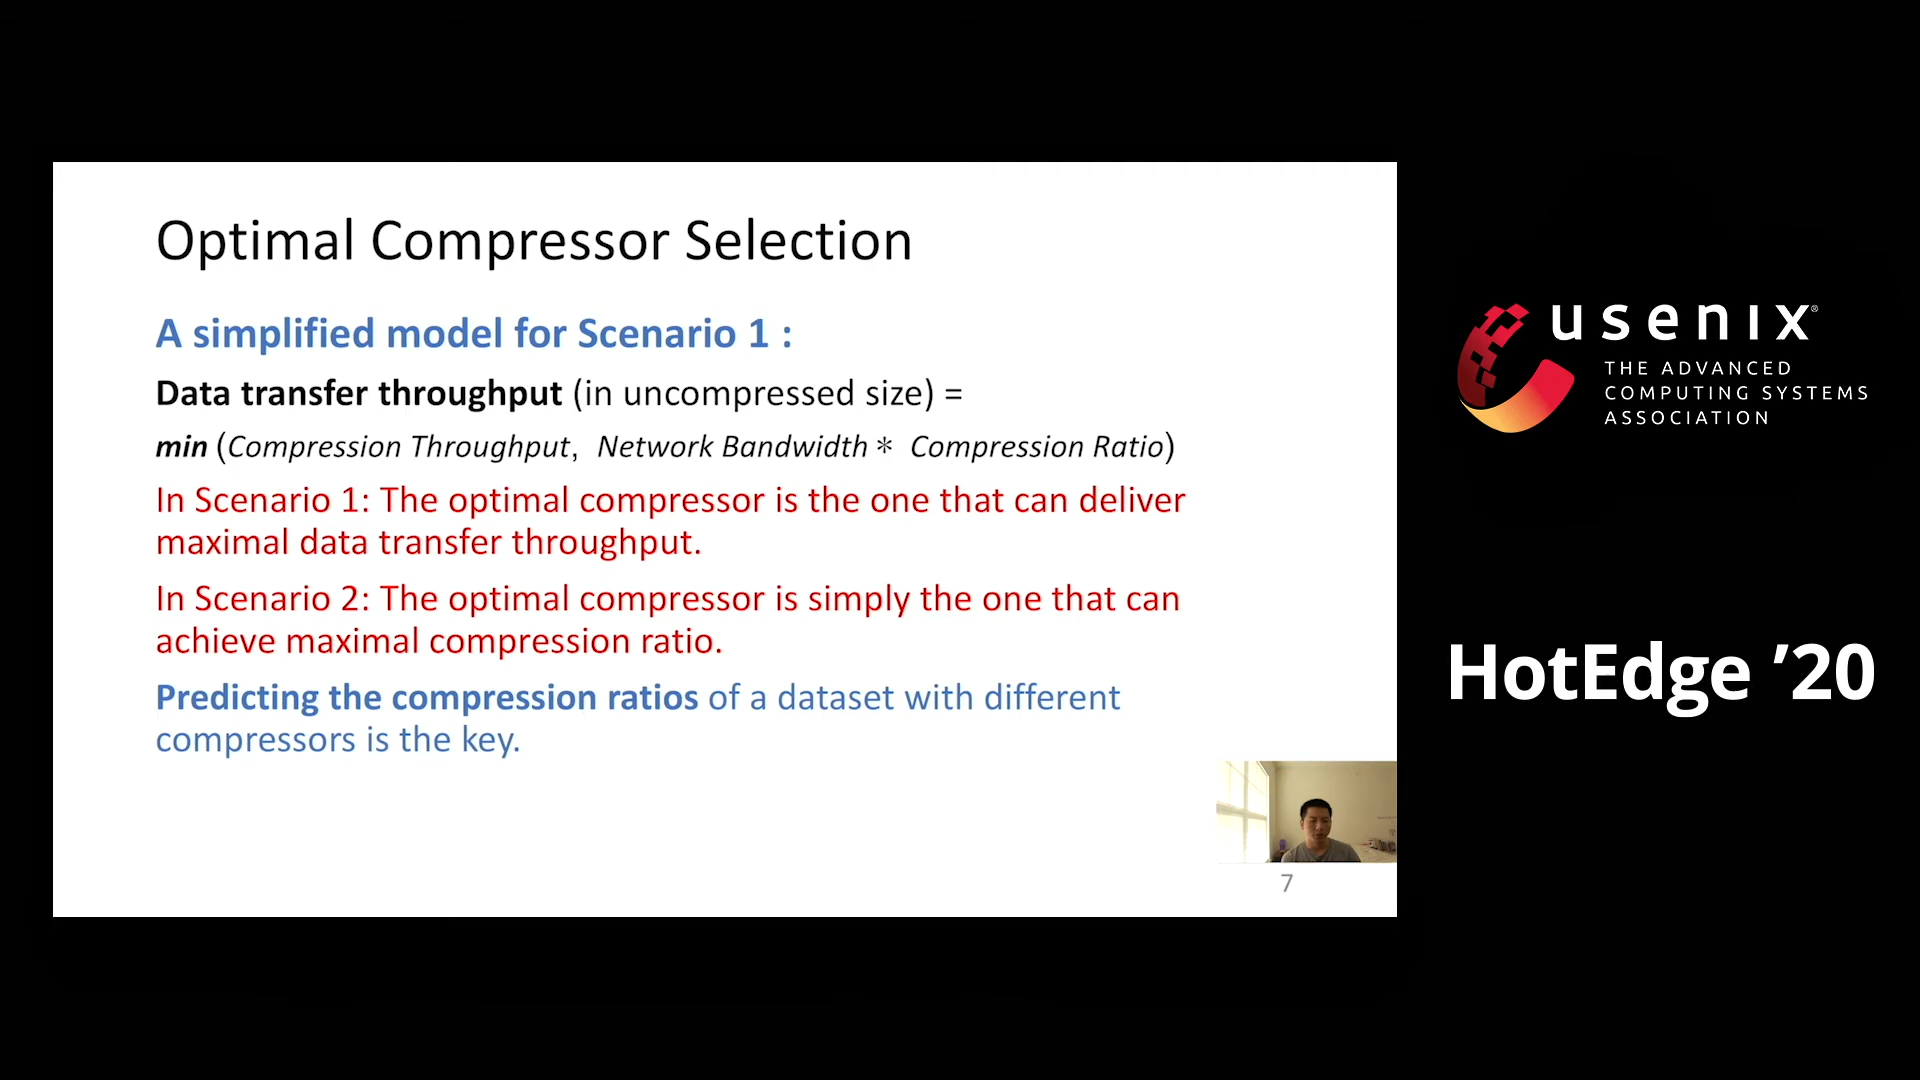 Optimal Compressor Selection
A simplified model for Scenario 1 :
Data transfer throughput (in uncompressed size) =
min (Compression Throughput, Network Bandwidth ∗ Compression Ratio)
In Scenario 1: The optimal compressor is the one that can deliver
maximal data transfer throughput.
In Scenario 2: The optimal compressor is simply the one that can
achieve maximal compression ratio.
Predicting the compression ratios of a dataset with different
compressors is the key.
7
usenix®
THE ADVANCED
COMPUTING SYSTEMS
ASSOCIATION
HotEdge ’20